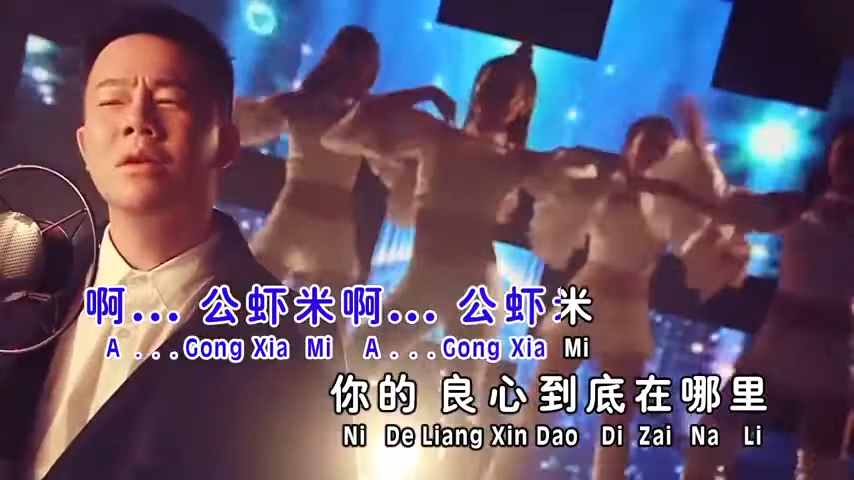 啊... 公虾米啊... 公虾米
A ... Gong Xia Mi A ... Gong Xia Mi
你的 良心到底在哪里
Ni De Liang Xin Dao Di Zai Na Li